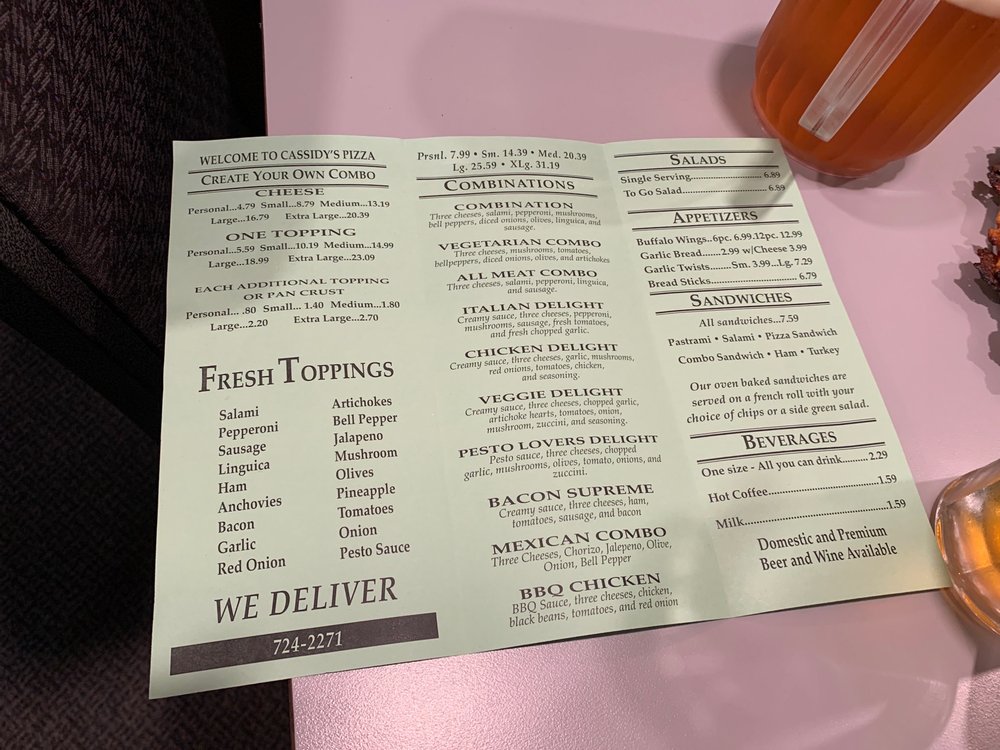 WELCOME TO CASSIDY'S PIZZA
CREATE YOUR OWN COMBO
CHEESE
Personal...4.79 Small...8.79 Medium...13.19
Large...16.79 Extra Large...20.39
ONE TOPPING
Personal...5.59 Small...10.19 Medium...14.99
Large...18.99 Extra Large...23.09
EACH ADDITIONAL TOPPING
OR PAN CRUST
Personal... .80 Small... 1.40 Medium...1.80
Large...2.20 Extra Large...2.70
FRESH TOPPINGS
Salami
Pepperoni
Sausage
Linguica
Ham
Anchovies
Bacon
Garlic
Red Onion
Artichokes
Bell Pepper
Jalapeno
Mushroom
Olives
Pineapple
Tomatoes
Onion
Pesto Sauce
WE DELIVER
724-2271
Prsnl. 7.99 • Sm. 14.39 • Med. 20.39
Lg. 25.59 • XLg. 31.19
COMBINATIONS
COMBINATION
Three cheeses, salami, pepperoni, mushrooms,
bell peppers, diced onions, olives, linguica, and
sausage.
VEGETARIAN COMBO
Three cheeses, mushrooms, tomatoes,
bellpeppers, diced onions, olives, and artichokes
ALL MEAT COMBO
Three cheeses, salami, pepperoni, linguica,
and sausage.
ITALIAN DELIGHT
Creamy sauce, three cheeses, pepperoni,
mushrooms, sausage, fresh tomatoes,
and fresh chopped garlic.
CHICKEN DELIGHT
Creamy sauce, three cheeses, garlic, mushrooms,
red onions, tomatoes, chicken,
and seasoning.
VEGGIE DELIGHT
Creamy sauce, three cheeses, chopped garlic,
artichoke hearts, tomatoes, onion,
mushroom, zuccini, and seasoning.
PESTO LOVERS DELIGHT
Pesto sauce, three cheeses, chopped
garlic, mushrooms, olives, tomato, onions, and
zuccini.
BACON SUPREME
Creamy sauce, three cheeses, ham,
tomatoes, sausage, and bacon
MEXICAN COMBO
Three Cheeses, Chorizo, Jalepeno, Olive,
Onion, Bell Pepper
BBQ CHICKEN
BBQ Sauce, three cheeses, chicken,
black beans, tomatoes, and red onion
SALADS
Single Serving............................ 6.89
To Go Salad................................ 6.89
APPETIZERS
Buffalo Wings..6pc. 6.99.12pc. 12.99
Garlic Bread.......2.99 w/Cheese 3.99
Garlic Twists........Sm. 3.99...Lg. 7.29
Bread Sticks............................... 6.79
SANDWICHES
All sandwiches...7.59
Pastrami • Salami • Pizza Sandwich
Combo Sandwich • Ham • Turkey
Our oven baked sandwiches are
served on a french roll with your
choice of chips or a side green salad.
BEVERAGES
One size - All you can drink..........2.29
Hot Coffee......................................1.59
Milk..................................................1.59
Domestic and Premium
Beer and Wine Available